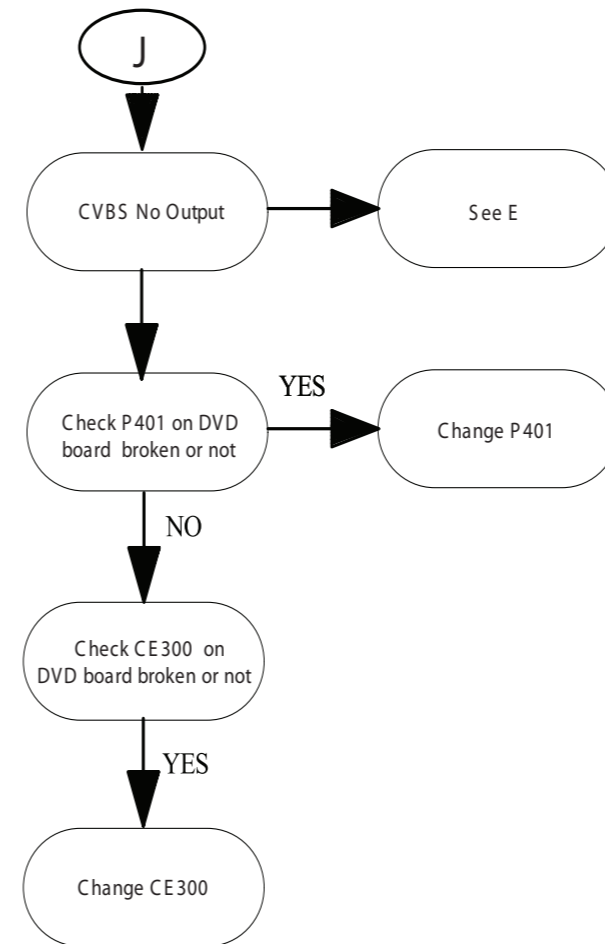 J
CVBS No Output
See E
Check P401 on DVD
board broken or not
YES
Change P401
NO
Check CE300 on
DVD board broken or not
YES
Change CE300